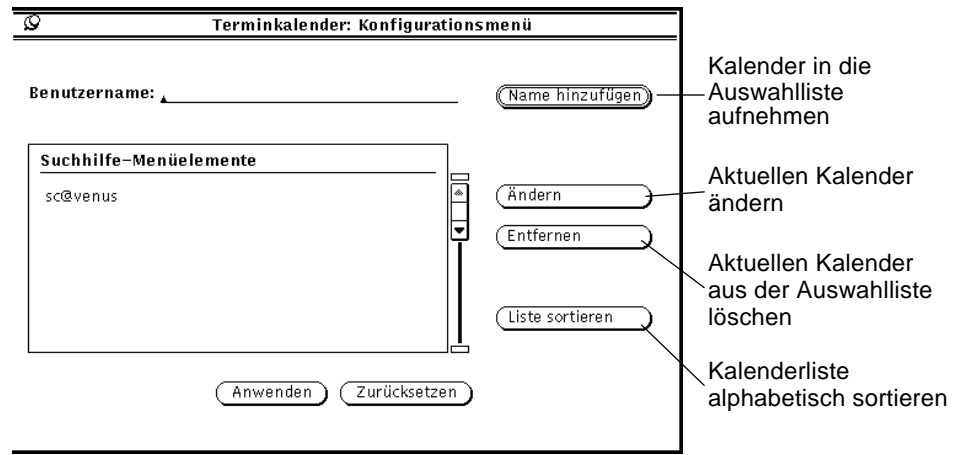 Terminkalender: Konfigurationsmenü
Benutzername:
Name hinzufügen
Kalender in die
Auswahlliste
aufnehmen
Suchhilfe-Menüelemente
sc@venus
Ändern
Aktuellen Kalender
ändern
Entfernen
Aktuellen Kalender
aus der Auswahlliste
löschen
Liste sortieren
Kalenderliste
alphabetisch sortieren
Anwenden
Zurücksetzen